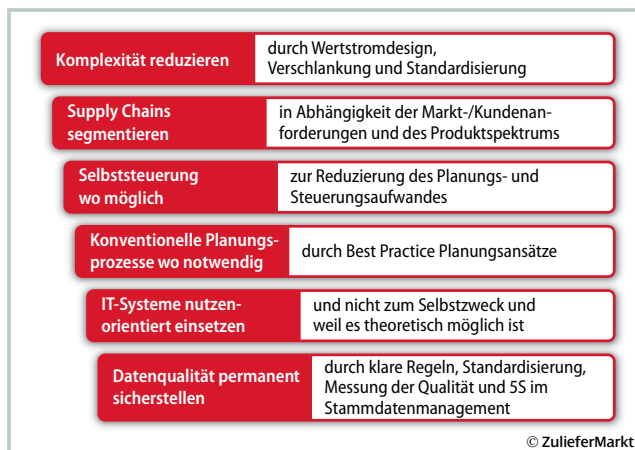 Komplexität reduzieren
durch Wertstromdesign,
Verschlankung und Standardisierung
Supply Chains
segmentieren
in Abhängigkeit der Markt-/Kundenan-
forderungen und des Produktspektrums
Selbststeuerung
wo möglich
zur Reduzierung des Planungs- und
Steuerungsaufwandes
Konventionelle Planungs-
prozesse wo notwendig
durch Best Practice Planungsansätze
IT-Systeme nutzen-
orientiert einsetzen
und nicht zum Selbstzweck und
weil es theoretisch möglich ist
Datenqualität permanent
sicherstellen
durch klare Regeln, Standardisierung,
Messung der Qualität und 5S im
Stammdatenmanagement
© ZulieferMarkt